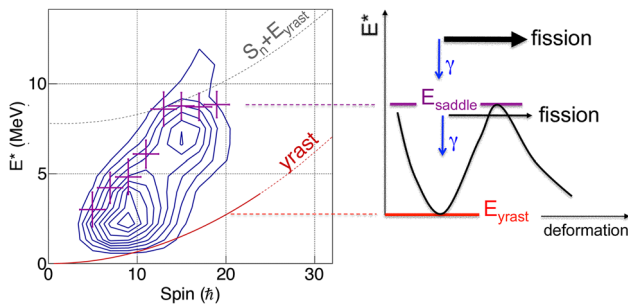 E* (MeV)
10
5
0
0
10
20
30
Spin (ħ)
Sn+Eyrast
yrast
E*
fission
γ
Esaddle
fission
γ
Eyrast
deformation